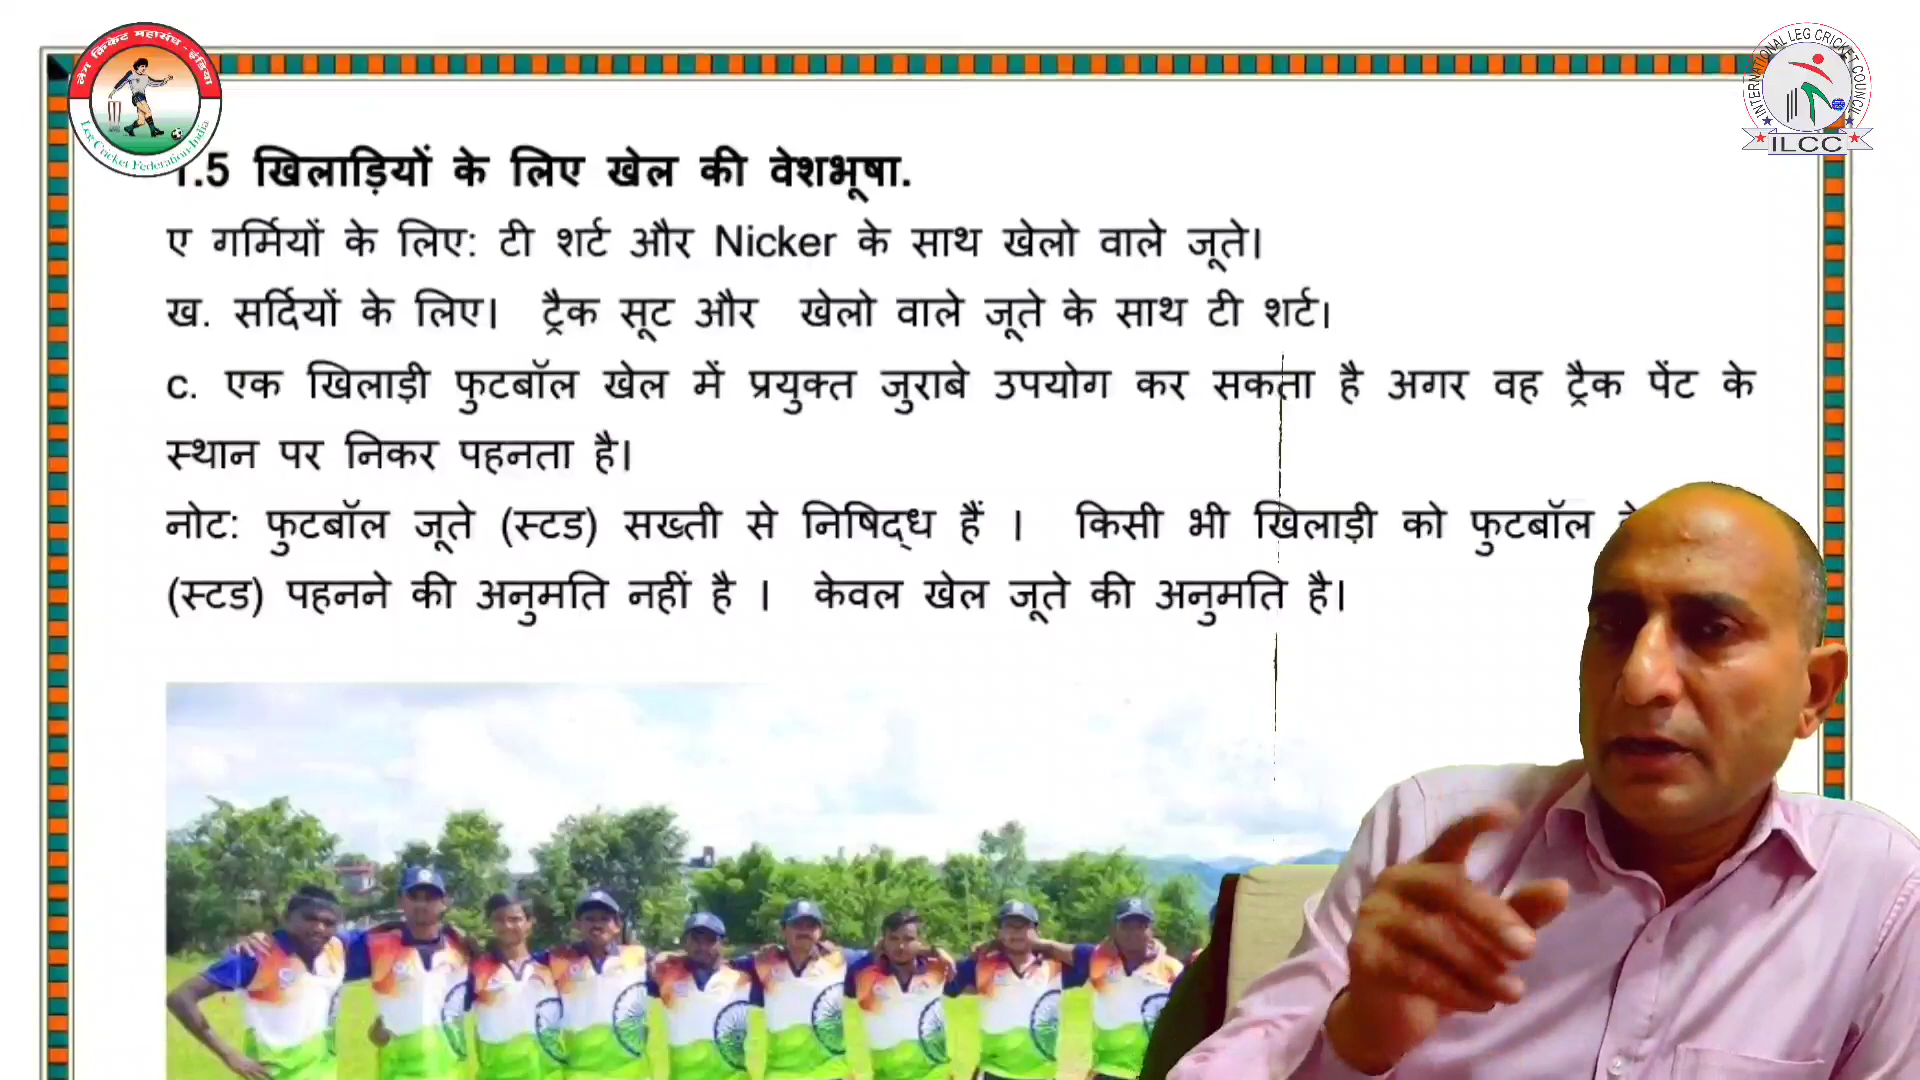 लेग क्रिकेट महासंघ - इंडिया
Leg Cricket Federation-India
INTERNATIONAL LEG CRICKET COUNCIL
ILCC
1.5 खिलाड़ियों के लिए खेल की वेशभूषा.
ए गर्मियों के लिए: टी शर्ट और Nicker के साथ खेलो वाले जूते।
ख. सर्दियों के लिए। ट्रैक सूट और खेलो वाले जूते के साथ टी शर्ट।
c. एक खिलाड़ी फुटबॉल खेल में प्रयुक्त जुराबे उपयोग कर सकता है अगर वह ट्रैक पेंट के
स्थान पर निकर पहनता है।
नोट: फुटबॉल जूते (स्टड) सख्ती से निषिद्ध हैं । किसी भी खिलाड़ी को फुटबॉल
(स्टड) पहनने की अनुमति नहीं है । केवल खेल जूते की अनुमति है।